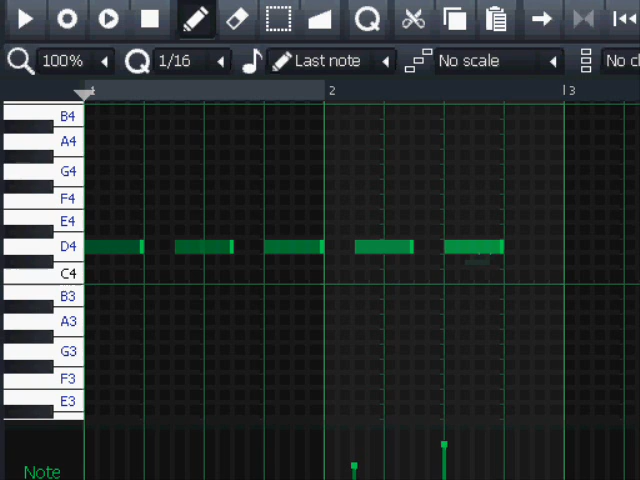 100% 1/16 Last note No scale No
1 2 3
B4
A4
G4
F4
E4
D4
C4
B3
A3
G3
F3
E3
Note